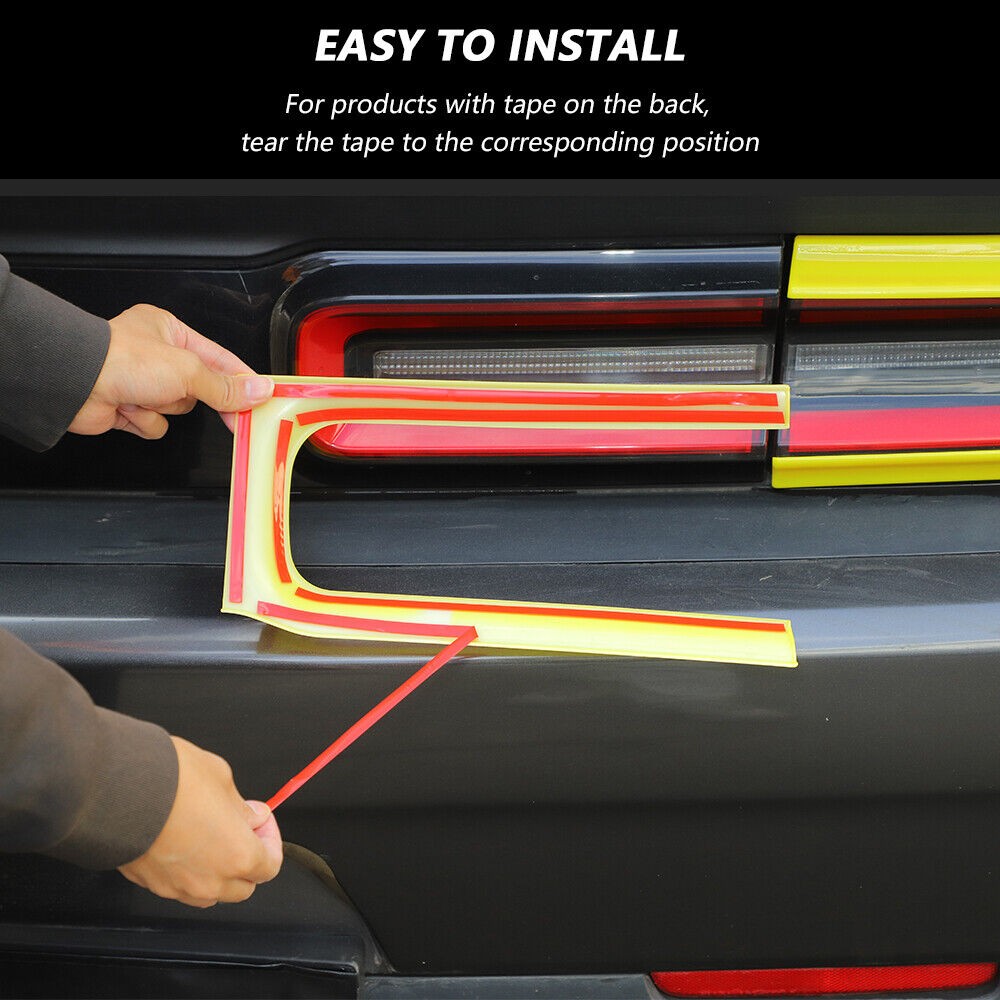 EASY TO INSTALL
For products with tape on the back,
tear the tape to the corresponding position